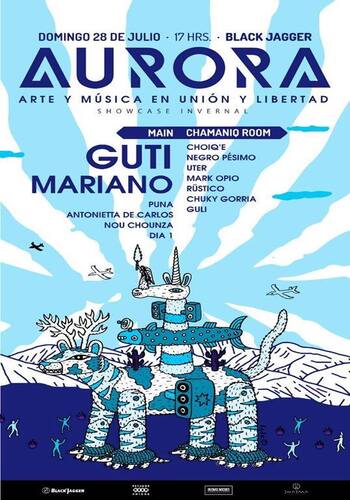 DOMINGO 28 DE JULIO · 17 HRS. · BLACK JAGGER
AURORA
ARTE Y MÚSICA EN UNIÓN Y LIBERTAD
SHOWCASE INVERNAL
MAIN
GUTI
MARIANO
PUNA
ANTONIETTA DE CARLOS
NOU CHOUNZA
DIA 1
CHAMANIQ ROOM
CHOIQ'E
NEGRO PÉSIMO
UTER
MARK OPIO
RÜSTICO
CHUKY GORRIA
GULI
BLACK JAGGER